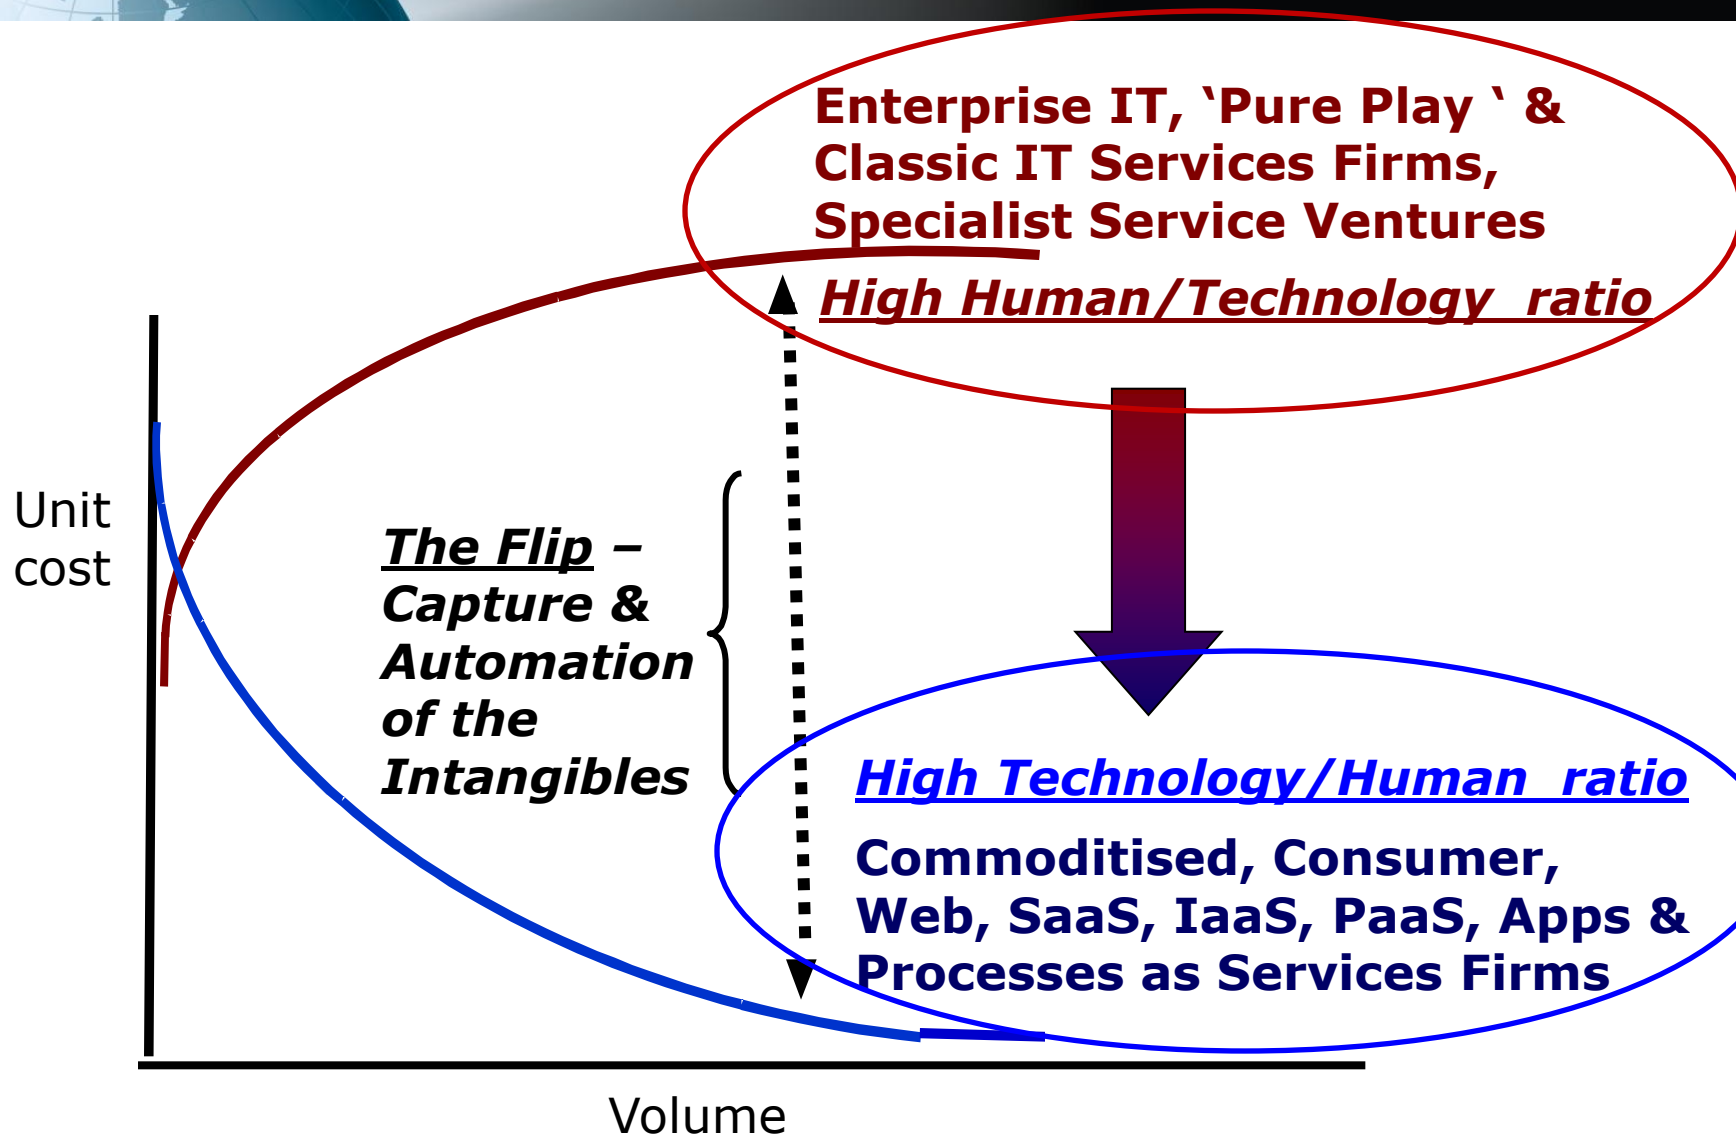 Enterprise IT, ‘Pure Play ‘ &
Classic IT Services Firms,
Specialist Service Ventures
High Human/Technology ratio
Unit
cost
The Flip –
Capture &
Automation
of the
Intangibles
High Technology/Human ratio
Commoditised, Consumer,
Web, SaaS, IaaS, PaaS, Apps &
Processes as Services Firms
Volume